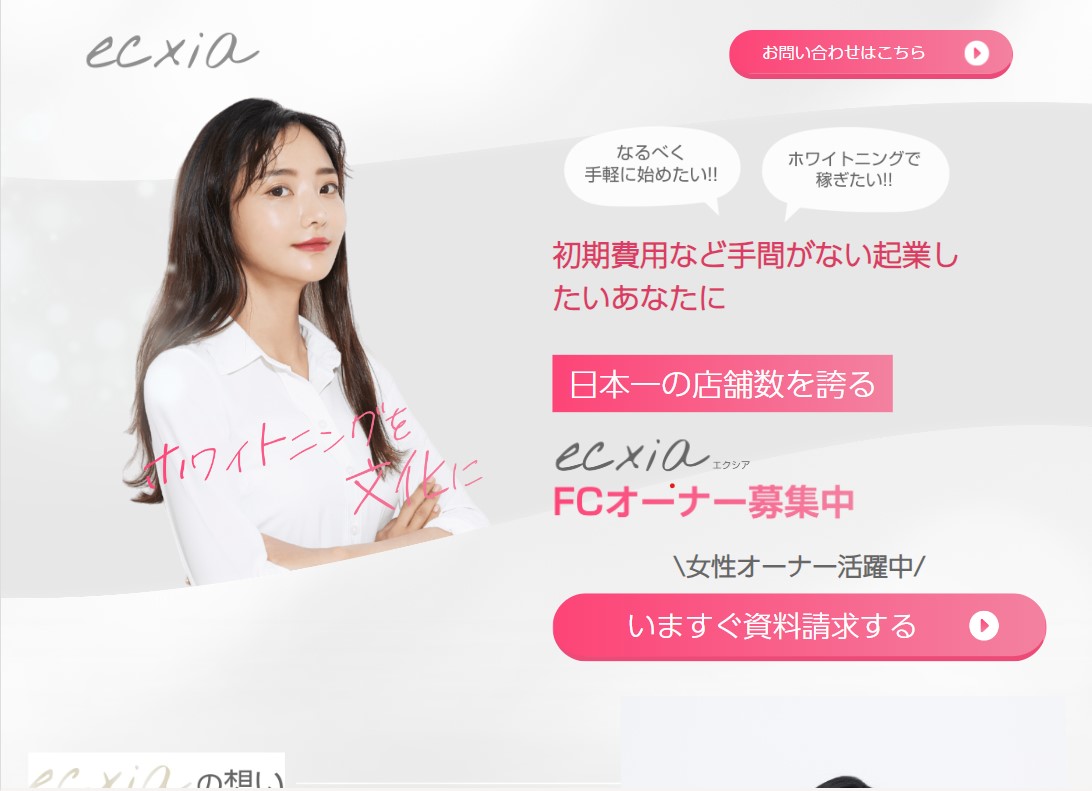 ecxia
お問い合わせはこちら
なるべく
手軽に始めたい!!
ホワイトニングで
稼ぎたい!!
初期費用など手間がない起業し
たいあなたに
日本一の店舗数を誇る
ecxia エクシア
FCオーナー募集中
ホワイトニングを
文化に
\女性オーナー活躍中/
いますぐ資料請求する
ecxia の想い